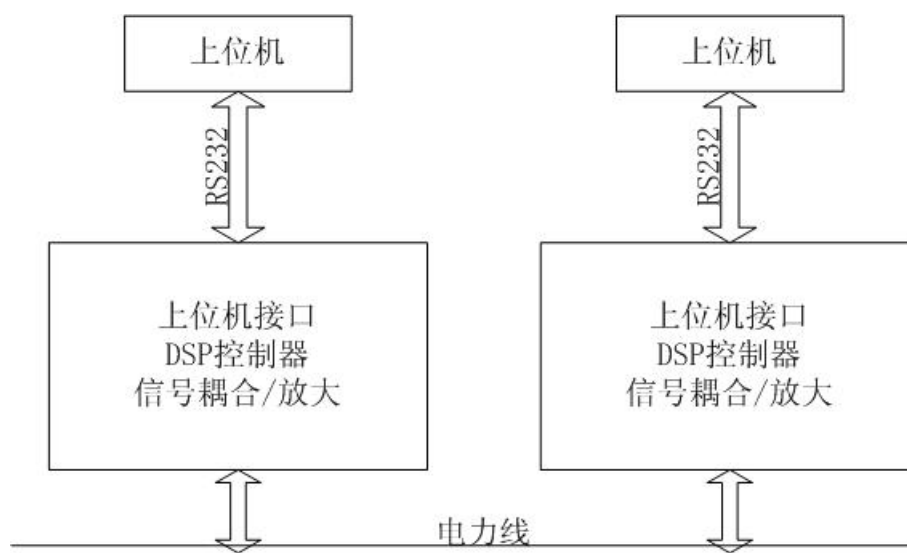 上位机
上位机
RS232
RS232
上位机接口
DSP控制器
信号耦合/放大
上位机接口
DSP控制器
信号耦合/放大
电力线